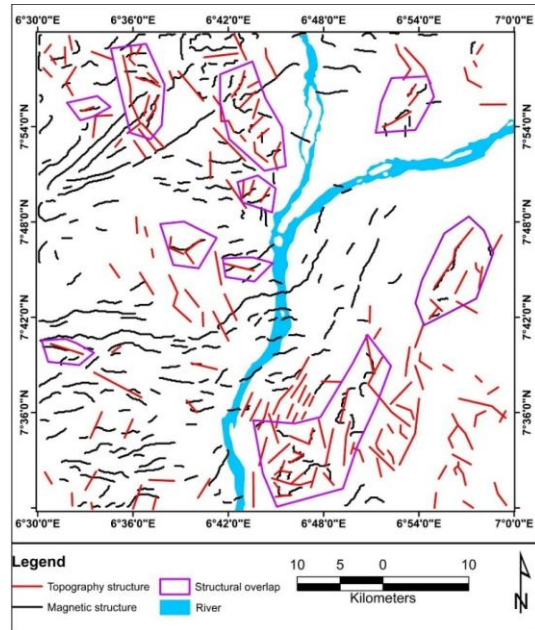 6°30'0"E 6°36'0"E 6°42'0"E 6°48'0"E 6°54'0"E 7°0'0"E
7°54'0"N 7°54'0"N
7°48'0"N 7°48'0"N
7°42'0"N 7°42'0"N
7°36'0"N 7°36'0"N
6°30'0"E 6°36'0"E 6°42'0"E 6°48'0"E 6°54'0"E 7°0'0"E
Legend
Topography structure Structural overlap
Magnetic structure River
10 5 0 10
Kilometers
N